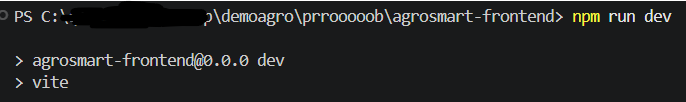 PS C:\p\demoagro\prrooooob\agrosmart-frontend> npm run dev
> agrosmart-frontend@0.0.0 dev
> vite